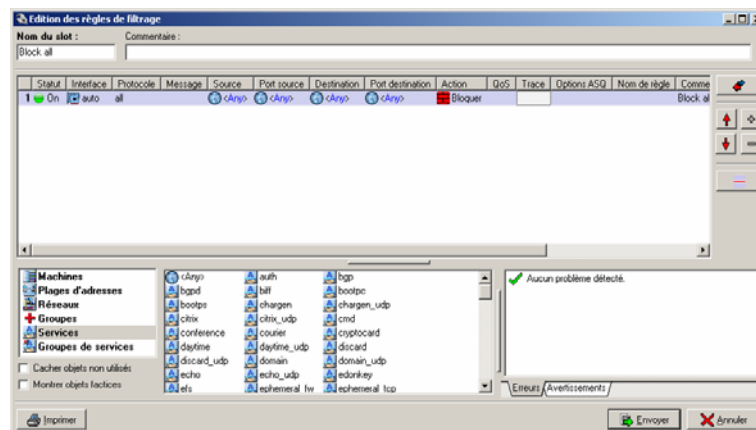 Edition des règles de filtrage
Nom du slot : Commentaire :
Block all
Statut Interface Protocole Message Source Port source Destination Port destination Action QoS Trace Options ASQ Nom de règle Comme
1 On auto all <Any> <Any> <Any> <Any> Bloquer Block al
Machines
Plages d'adresses
Réseaux
Groupes
Services
Groupes de services
Cacher objets non utilisés
Montrer objets factices
<Any> auth bgp
bgpd biff bootpc
bootps chargen chargen_udp
citrix citrix_udp cmd
conference courier cryptocard
daytime daytime_udp discard
discard_udp domain domain_udp
echo echo_udp edonkey
efs ephemeral_fw ephemeral_tcp
Aucun problème détecté.
Erreurs Avertissements
Imprimer Envoyer Annuler